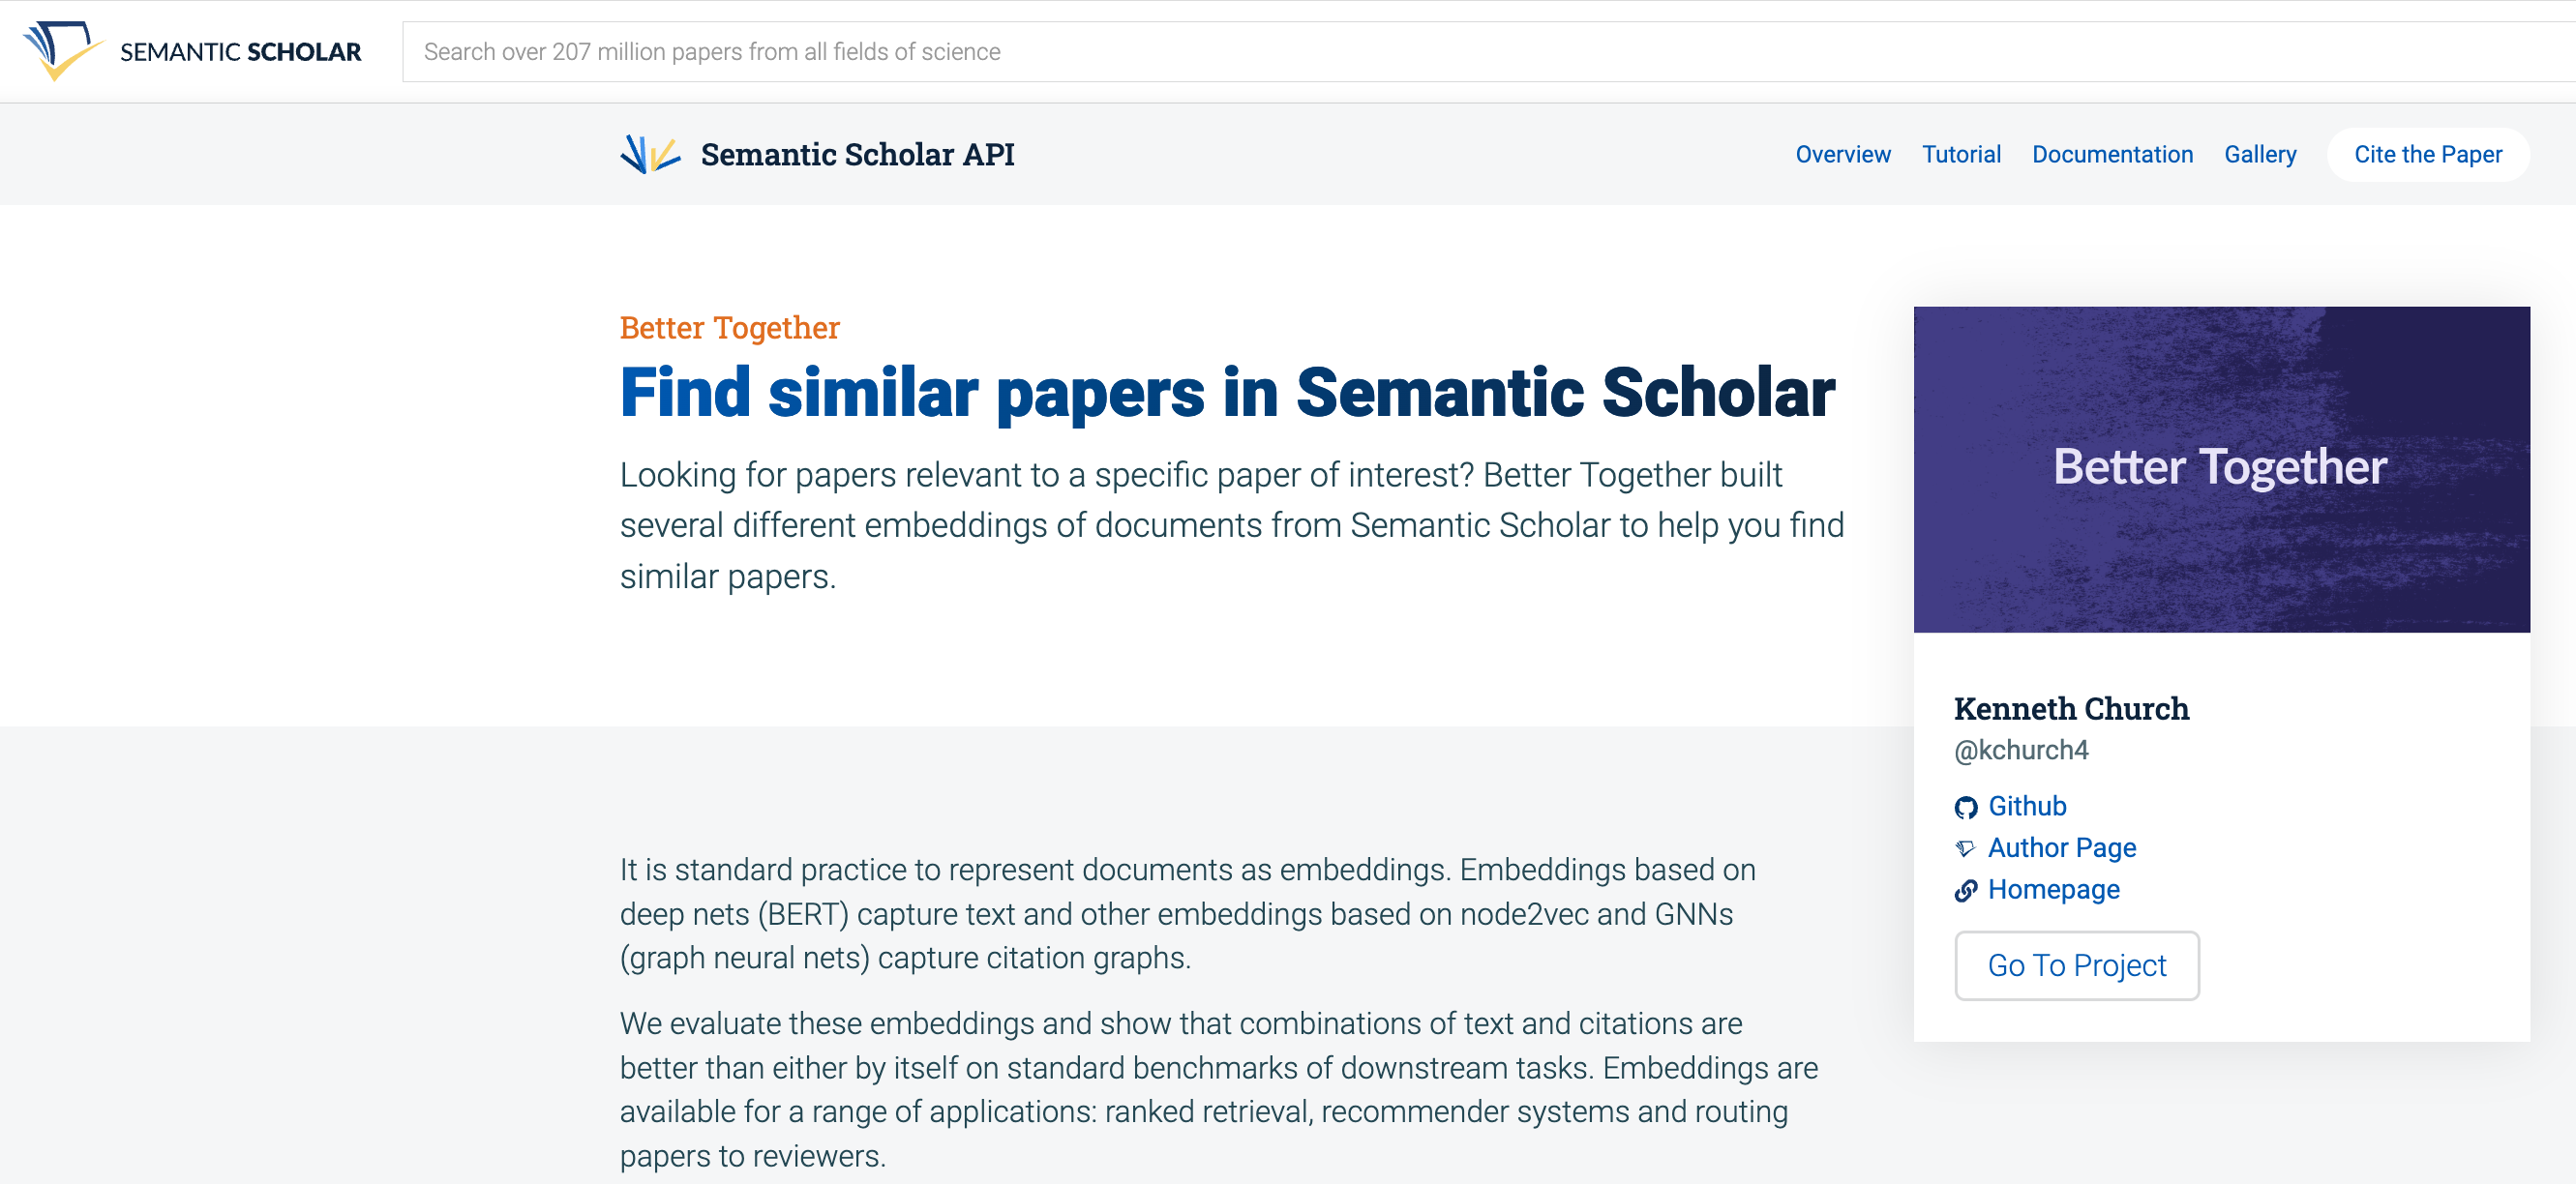 SEMANTIC SCHOLAR
Search over 207 million papers from all fields of science
Semantic Scholar API
Overview
Tutorial
Documentation
Gallery
Cite the Paper
Better Together
Find similar papers in Semantic Scholar
Looking for papers relevant to a specific paper of interest? Better Together built
several different embeddings of documents from Semantic Scholar to help you find
similar papers.
Better Together
Kenneth Church
@kchurch4
Github
Author Page
Homepage
Go To Project
It is standard practice to represent documents as embeddings. Embeddings based on
deep nets (BERT) capture text and other embeddings based on node2vec and GNNs
(graph neural nets) capture citation graphs.
We evaluate these embeddings and show that combinations of text and citations are
better than either by itself on standard benchmarks of downstream tasks. Embeddings are
available for a range of applications: ranked retrieval, recommender systems and routing
papers to reviewers.